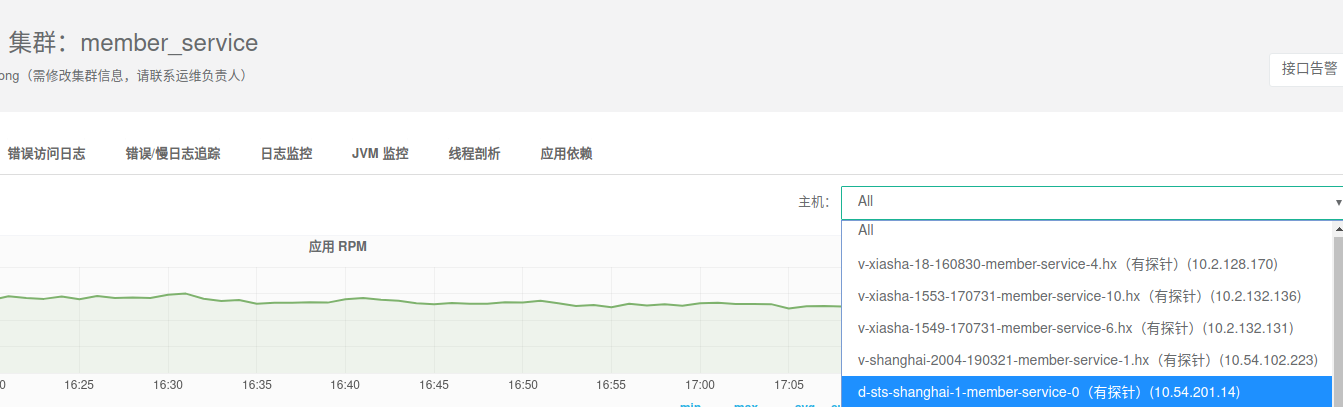 集群：member_service
ong（需修改集群信息，请联系运维负责人）
接口告警
错误访问日志 错误/慢日志追踪 日志监控 JVM 监控 线程剖析 应用依赖
主机： All
All
应用 RPM
v-xiasha-18-160830-member-service-4.hx（有探针）(10.2.128.170)
v-xiasha-1553-170731-member-service-10.hx（有探针）(10.2.132.136)
v-xiasha-1549-170731-member-service-6.hx（有探针）(10.2.132.131)
v-shanghai-2004-190321-member-service-1.hx（有探针）(10.54.102.223)
d-sts-shanghai-1-member-service-0（有探针）(10.54.201.14)
0 16:25 16:30 16:35 16:40 16:45 16:50 16:55 17:00 17:05